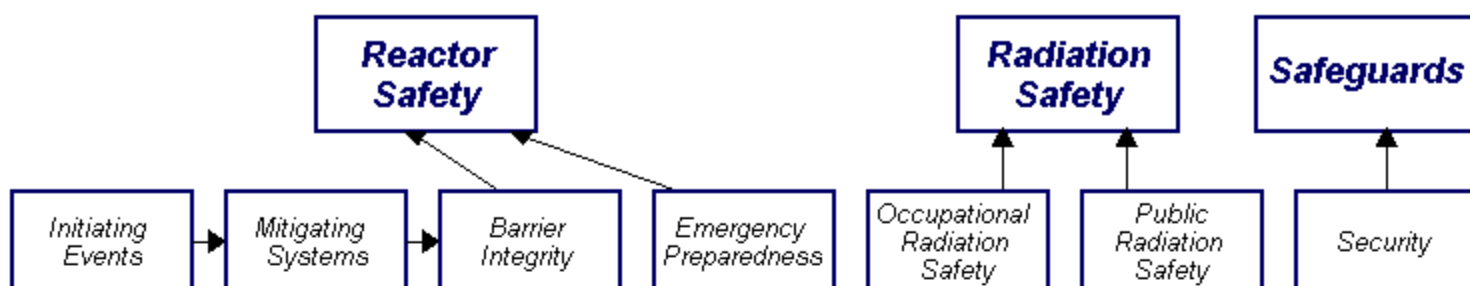 Reactor
Safety
Radiation
Safety
Safeguards
Initiating
Events
Mitigating
Systems
Barrier
Integrity
Emergency
Preparedness
Occupational
Radiation
Safety
Public
Radiation
Safety
Security